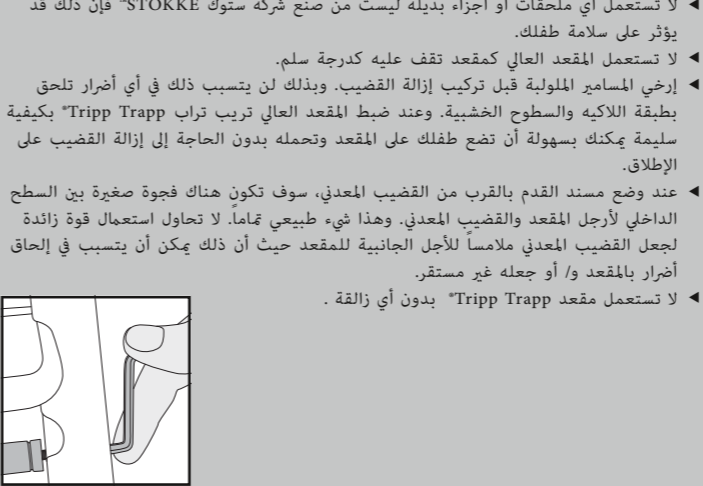 ◀ لا تستعمل أي ملحقات أو أجزاء بديلة ليست من صنع شركة ستوك STOKKE™ فإن ذلك قد
يؤثر على سلامة طفلك.
◀ لا تستعمل المقعد العالي كمقعد تقف عليه كدرجة سلم.
◀ إرخي المسامير الملولبة قبل تركيب إزالة القضيب. وبذلك لن يتسبب ذلك في أي أضرار تلحق
بطبقة اللاكيه والسطوح الخشبية. وعند ضبط المقعد العالي تريب تراب Tripp Trapp® بكيفية
سليمة يمكنك بسهولة أن تضع طفلك على المقعد وتحمله بدون الحاجة إلى إزالة القضيب على
الإطلاق.
◀ عند وضع مسند القدم بالقرب من القضيب المعدني، سوف تكون هناك فجوة صغيرة بين السطح
الداخلي لأرجل المقعد والقضيب المعدني. وهذا شيء طبيعي تماماً. لا تحاول استعمال قوة زائدة
لجعل القضيب المعدني ملامساً للأجل الجانبية للمقعد حيث أن ذلك يمكن أن يتسبب في إلحاق
أضرار بالمقعد و/ أو جعله غير مستقر.
◀ لا تستعمل مقعد Tripp Trapp® بدون أي زالقة .